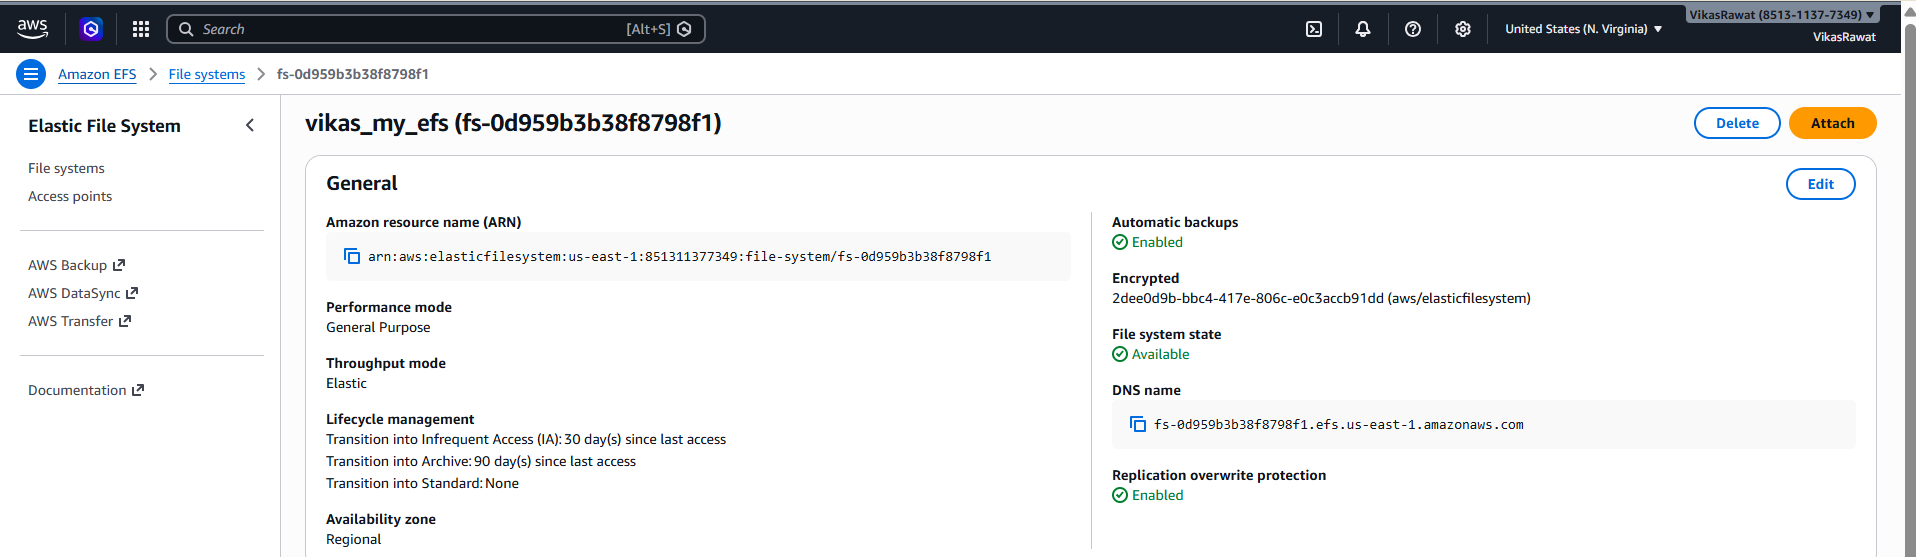 aws
Search [Alt+S]
United States (N. Virginia)
VikasRawat (8513-1137-7349)
VikasRawat
Amazon EFS
File systems
fs-0d959b3b38f8798f1
Elastic File System
File systems
Access points
AWS Backup
AWS DataSync
AWS Transfer
Documentation
vikas_my_efs (fs-0d959b3b38f8798f1)
Delete
Attach
General
Edit
Amazon resource name (ARN)
arn:aws:elasticfilesystem:us-east-1:851311377349:file-system/fs-0d959b3b38f8798f1
Performance mode
General Purpose
Throughput mode
Elastic
Lifecycle management
Transition into Infrequent Access (IA): 30 day(s) since last access
Transition into Archive: 90 day(s) since last access
Transition into Standard: None
Availability zone
Regional
Automatic backups
Enabled
Encrypted
2dee0d9b-bbc4-417e-806c-e0c3accb91dd (aws/elasticfilesystem)
File system state
Available
DNS name
fs-0d959b3b38f8798f1.efs.us-east-1.amazonaws.com
Replication overwrite protection
Enabled